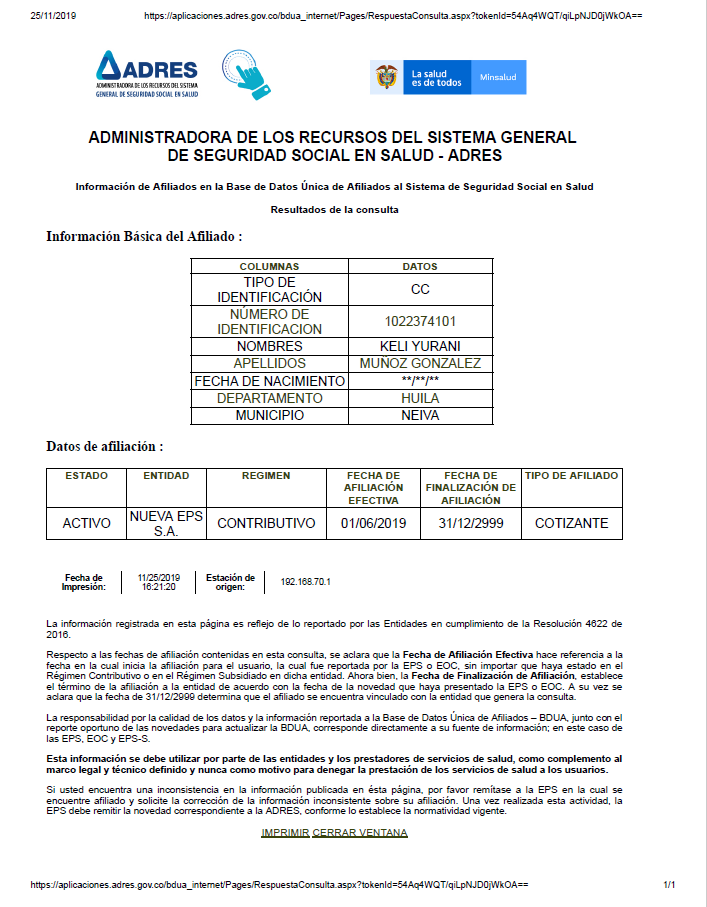 25/11/2019 https://aplicaciones.adres.gov.co/bdua_internet/Pages/RespuestaConsulta.aspx?tokenId=54Aq4WQT/qiLpNJD0jWkOA==
ADRES
ADMINISTRADORA DE LOS RECURSOS DEL SISTEMA
GENERAL DE SEGURIDAD SOCIAL EN SALUD
La salud
es de todos
Minsalud
ADMINISTRADORA DE LOS RECURSOS DEL SISTEMA GENERAL
DE SEGURIDAD SOCIAL EN SALUD - ADRES
Información de Afiliados en la Base de Datos Única de Afiliados al Sistema de Seguridad Social en Salud
Resultados de la consulta
Información Básica del Afiliado :
COLUMNAS DATOS
TIPO DE
IDENTIFICACIÓN CC
NÚMERO DE
IDENTIFICACION 1022374101
NOMBRES KELI YURANI
APELLIDOS MUÑOZ GONZALEZ
FECHA DE NACIMIENTO **/**/**
DEPARTAMENTO HUILA
MUNICIPIO NEIVA
Datos de afiliación :
ESTADO ENTIDAD REGIMEN FECHA DE AFILIACIÓN EFECTIVA FECHA DE FINALIZACIÓN DE AFILIACIÓN TIPO DE AFILIADO
ACTIVO NUEVA EPS S.A. CONTRIBUTIVO 01/06/2019 31/12/2999 COTIZANTE
Fecha de Impresión: 11/25/2019 16:21:20 Estación de origen: 192.168.70.1
La información registrada en esta página es reflejo de lo reportado por las Entidades en cumplimiento de la Resolución 4622 de
2016.
Respecto a las fechas de afiliación contenidas en esta consulta, se aclara que la Fecha de Afiliación Efectiva hace referencia a la
fecha en la cual inicia la afiliación para el usuario, la cual fue reportada por la EPS o EOC, sin importar que haya estado en el
Régimen Contributivo o en el Régimen Subsidiado en dicha entidad. Ahora bien, la Fecha de Finalización de Afiliación, establece
el término de la afiliación a la entidad de acuerdo con la fecha de la novedad que haya presentado la EPS o EOC. A su vez se
aclara que la fecha de 31/12/2999 determina que el afiliado se encuentra vinculado con la entidad que genera la consulta.
La responsabilidad por la calidad de los datos y la información reportada a la Base de Datos Única de Afiliados – BDUA, junto con el
reporte oportuno de las novedades para actualizar la BDUA, corresponde directamente a su fuente de información; en este caso de
las EPS, EOC y EPS-S.
Esta información se debe utilizar por parte de las entidades y los prestadores de servicios de salud, como complemento al
marco legal y técnico definido y nunca como motivo para denegar la prestación de los servicios de salud a los usuarios.
Si usted encuentra una inconsistencia en la información publicada en ésta página, por favor remítase a la EPS en la cual se
encuentre afiliado y solicite la corrección de la información inconsistente sobre su afiliación. Una vez realizada esta actividad, la
EPS debe remitir la novedad correspondiente a la ADRES, conforme lo establece la normatividad vigente.
IMPRIMIR CERRAR VENTANA
https://aplicaciones.adres.gov.co/bdua_internet/Pages/RespuestaConsulta.aspx?tokenId=54Aq4WQT/qiLpNJD0jWkOA== 1/1